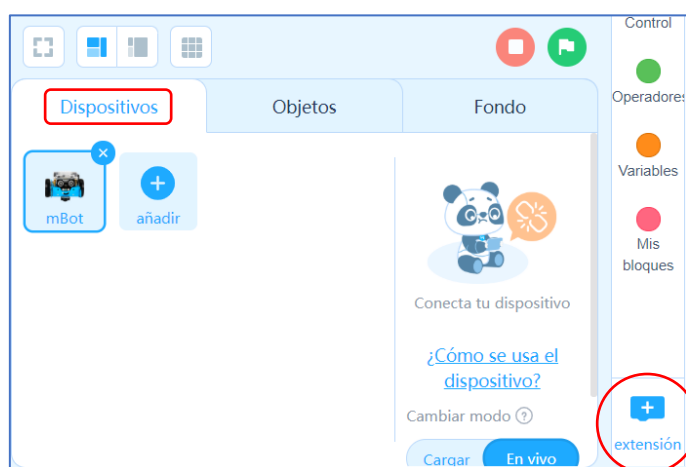 Control
Operadores
Dispositivos
Objetos
Fondo
Variables
mBot
añadir
Mis
bloques
Conecta tu dispositivo
¿Cómo se usa el
dispositivo?
Cambiar modo ?
Cargar
En vivo
extensión